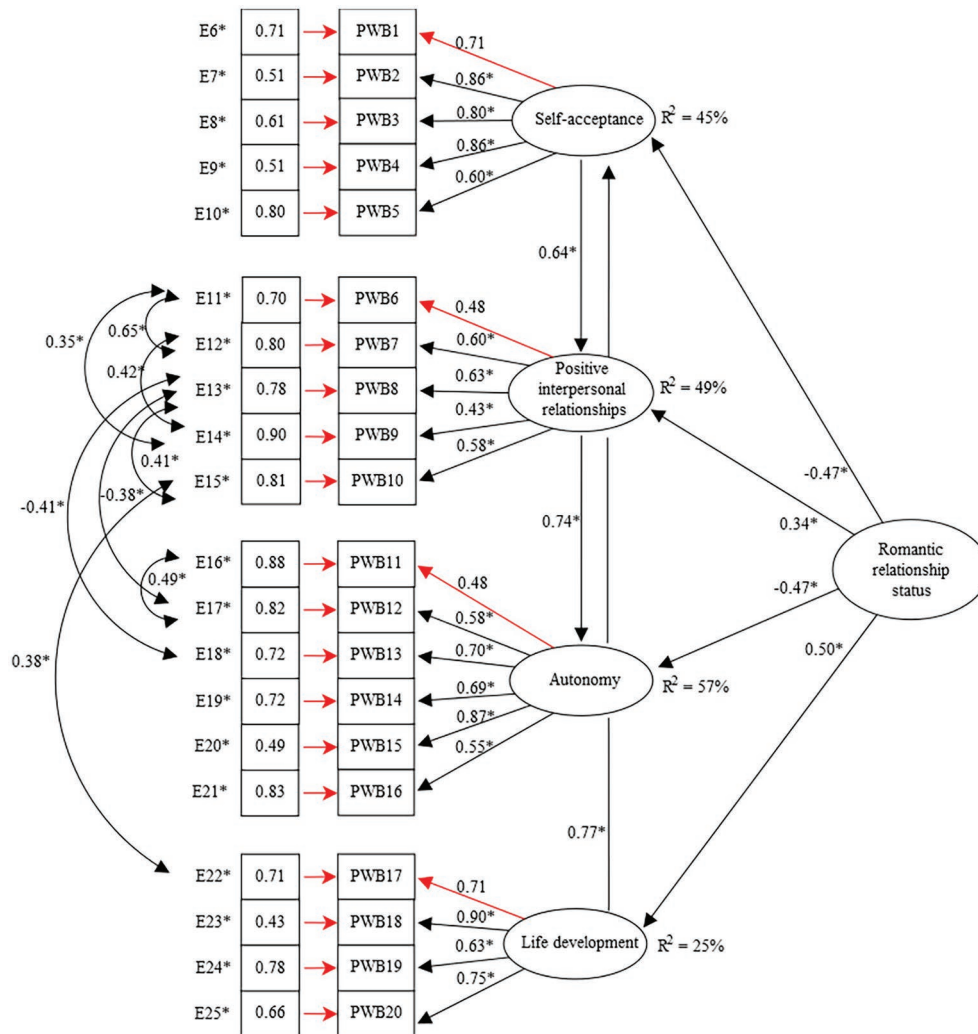 E6* 0.71 PWB1 0.71
E7* 0.51 PWB2 0.86*
E8* 0.61 PWB3 0.80* Self-acceptance R² = 45%
E9* 0.51 PWB4 0.86*
E10* 0.80 PWB5 0.60*
0.64*
E11* 0.70 PWB6 0.48
0.35* 0.65*
E12* 0.80 PWB7 0.60*
0.42*
E13* 0.78 PWB8 0.63*
Positive
interpersonal
relationships
R² = 49%
E14* 0.90 PWB9 0.43*
0.41*
E15* 0.81 PWB10 0.58*
-0.41* -0.38*
0.74*
-0.47*
0.34*
E16* 0.88 PWB11 0.48
0.49*
E17* 0.82 PWB12 0.58*
Romantic
relationship
status
-0.47*
0.50*
0.38*
E18* 0.72 PWB13 0.70*
Autonomy R² = 57%
E19* 0.72 PWB14 0.69*
E20* 0.49 PWB15 0.87*
E21* 0.83 PWB16 0.55*
0.77*
E22* 0.71 PWB17 0.71
E23* 0.43 PWB18 0.90*
Life development R² = 25%
E24* 0.78 PWB19 0.63*
E25* 0.66 PWB20 0.75*